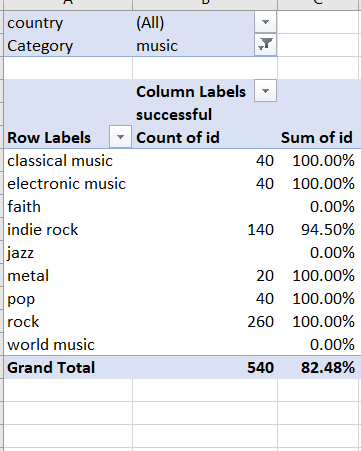 A B C
country (All)
Category music
Column Labels
successful
Row Labels Count of id Sum of id
classical music 40 100.00%
electronic music 40 100.00%
faith 0.00%
indie rock 140 94.50%
jazz 0.00%
metal 20 100.00%
pop 40 100.00%
rock 260 100.00%
world music 0.00%
Grand Total 540 82.48%